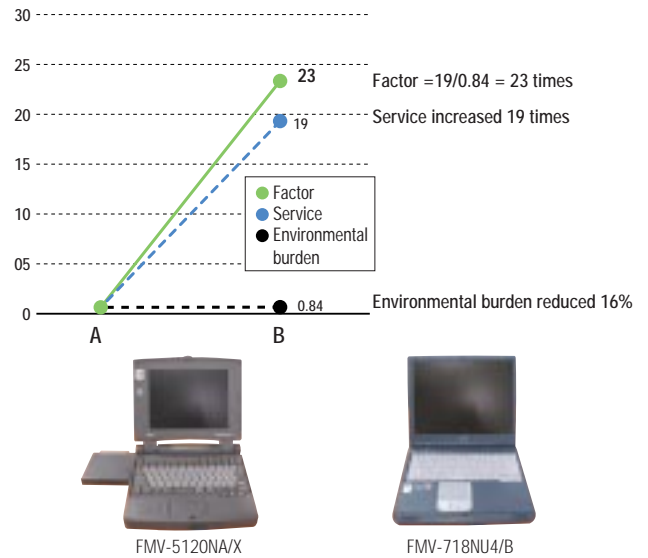 30
25
20
15
10
05
0
23
19
0.84
Factor =19/0.84 = 23 times
Service increased 19 times
Environmental burden reduced 16%
Factor
Service
Environmental
burden
A
B
FMV-5120NA/X
FMV-718NU4/B